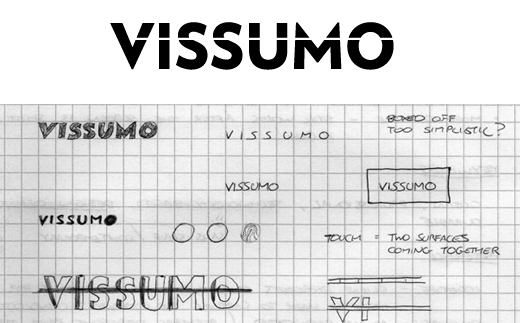 VISSUMO
VISSUMO
VISSUMO
BOXED OFF
TOO SIMPLISTIC?
VISSUMO
VISSUMO
VISSUMO
TOUCH = TWO SURFACES
COMING TOGETHER
VISSUMO
VI